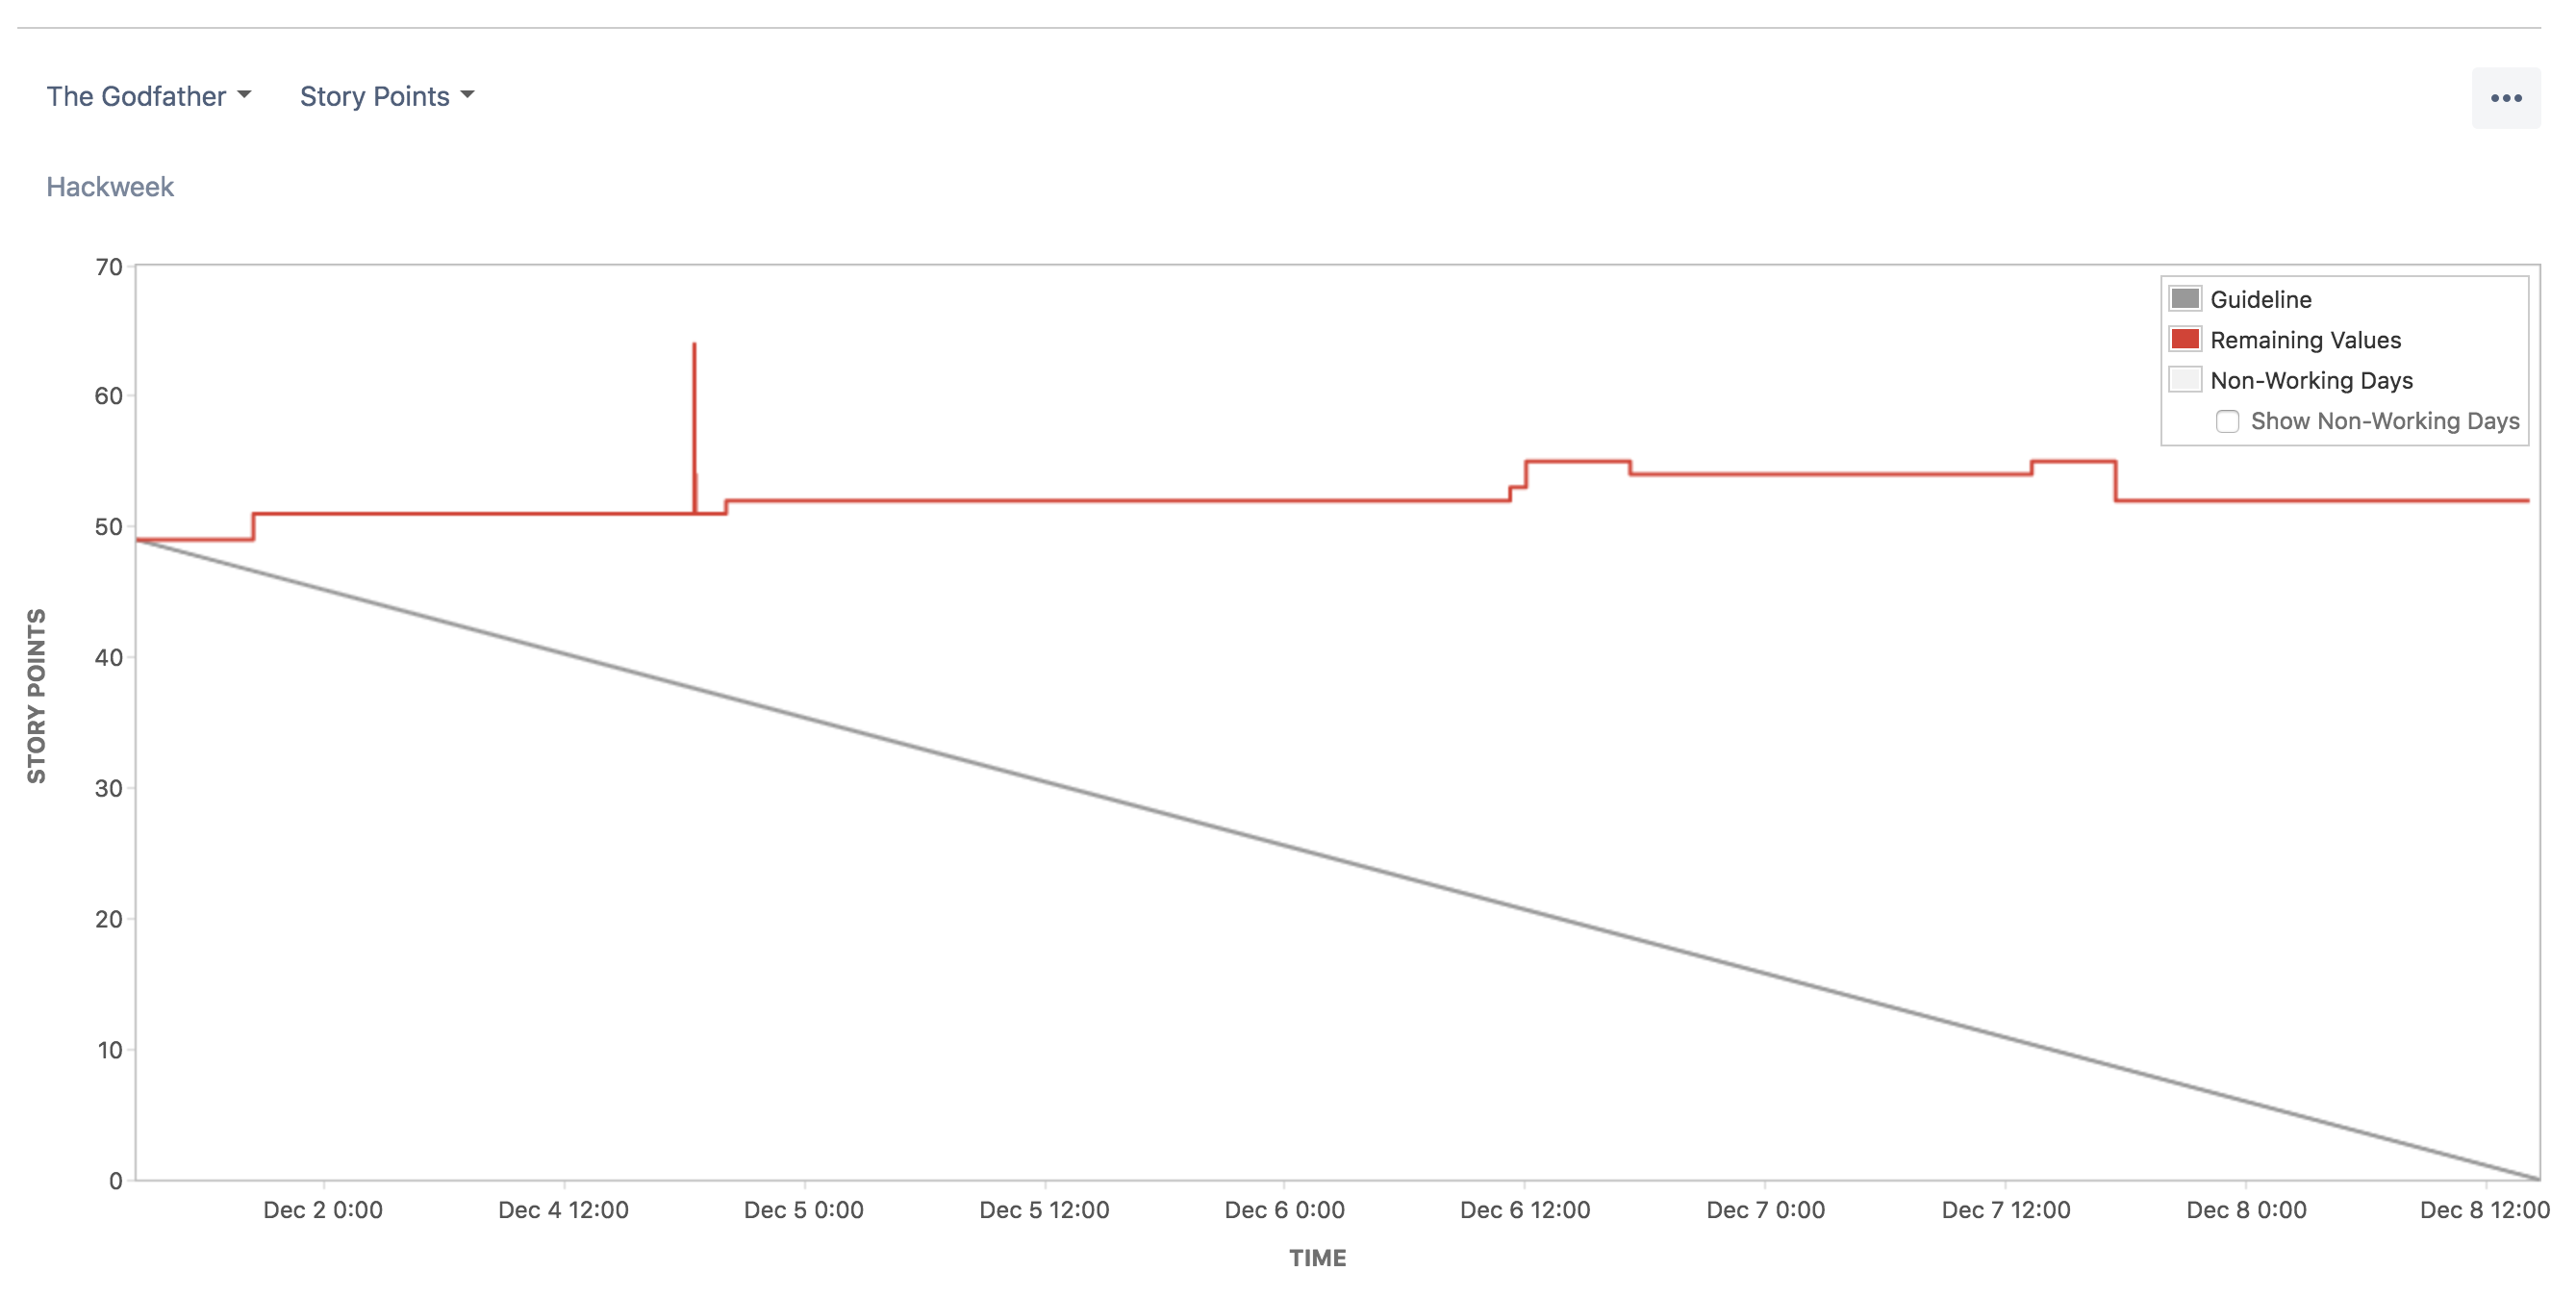 The Godfather Story Points
Hackweek
70
60
50
40
30
20
10
0
STORY POINTS
Guideline
Remaining Values
Non-Working Days
Show Non-Working Days
Dec 2 0:00 Dec 4 12:00 Dec 5 0:00 Dec 5 12:00 Dec 6 0:00 Dec 6 12:00 Dec 7 0:00 Dec 7 12:00 Dec 8 0:00 Dec 8 12:00
TIME